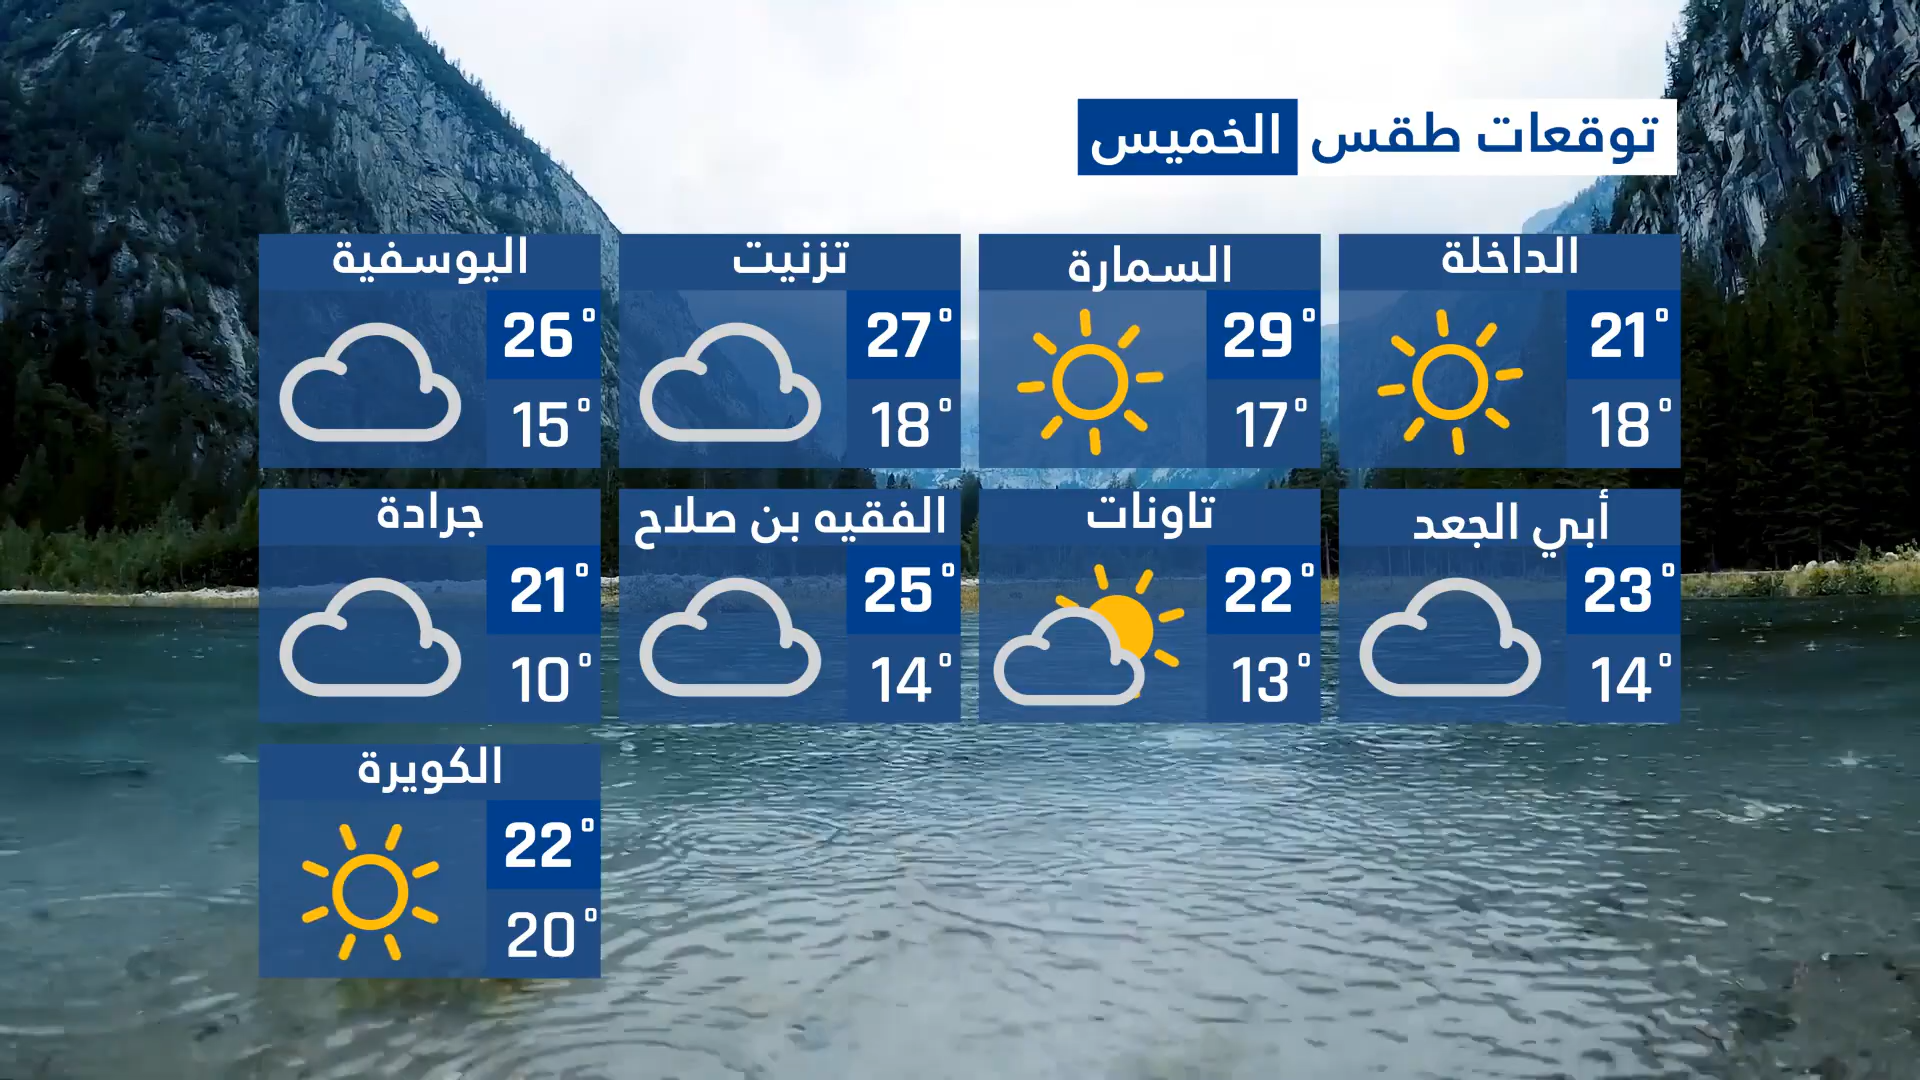 توقعات طقس الخميس
الداخلة
21°
18°
السمارة
29°
17°
تزنيت
27°
18°
اليوسفية
26°
15°
أبي الجعد
23°
14°
تاونات
22°
13°
الفقيه بن صلاح
25°
14°
جرادة
21°
10°
الكويرة
22°
20°